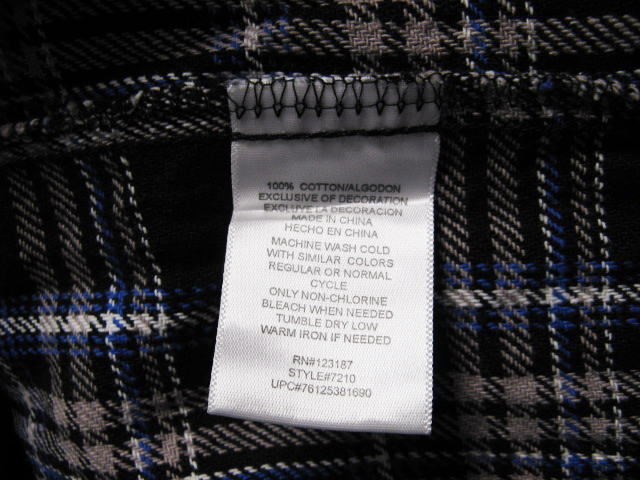 100% COTTON/ALGODON
EXCLUSIVE OF DECORATION
EXCLUYE LA DECORACION
MADE IN CHINA
HECHO EN CHINA
MACHINE WASH COLD
WITH SIMILAR COLORS
REGULAR OR NORMAL
CYCLE
ONLY NON-CHLORINE
BLEACH WHEN NEEDED
TUMBLE DRY LOW
WARM IRON IF NEEDED
RN#123187
STYLE#7210
UPC#76125381690